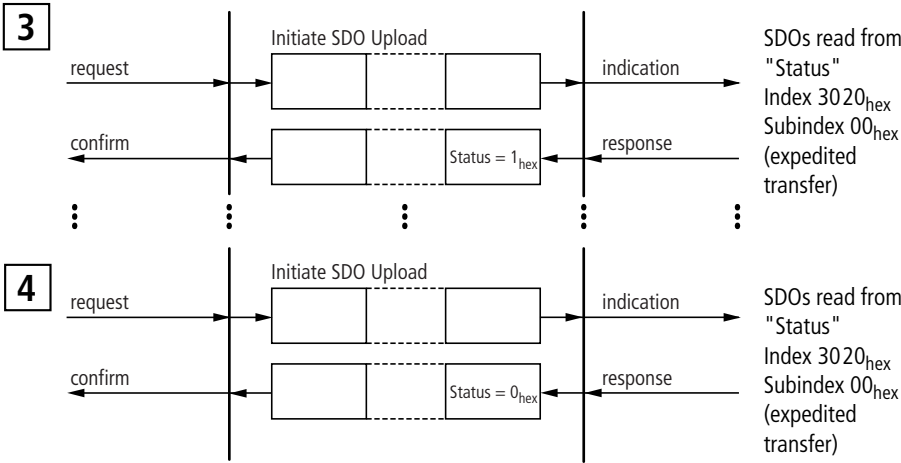 3
Initiate SDO Upload
request
indication
confirm
Status = 1hex
response
SDOs read from
"Status"
Index 3020hex
Subindex 00hex
(expedited
transfer)
4
Initiate SDO Upload
request
indication
confirm
Status = 0hex
response
SDOs read from
"Status"
Index 3020hex
Subindex 00hex
(expedited
transfer)